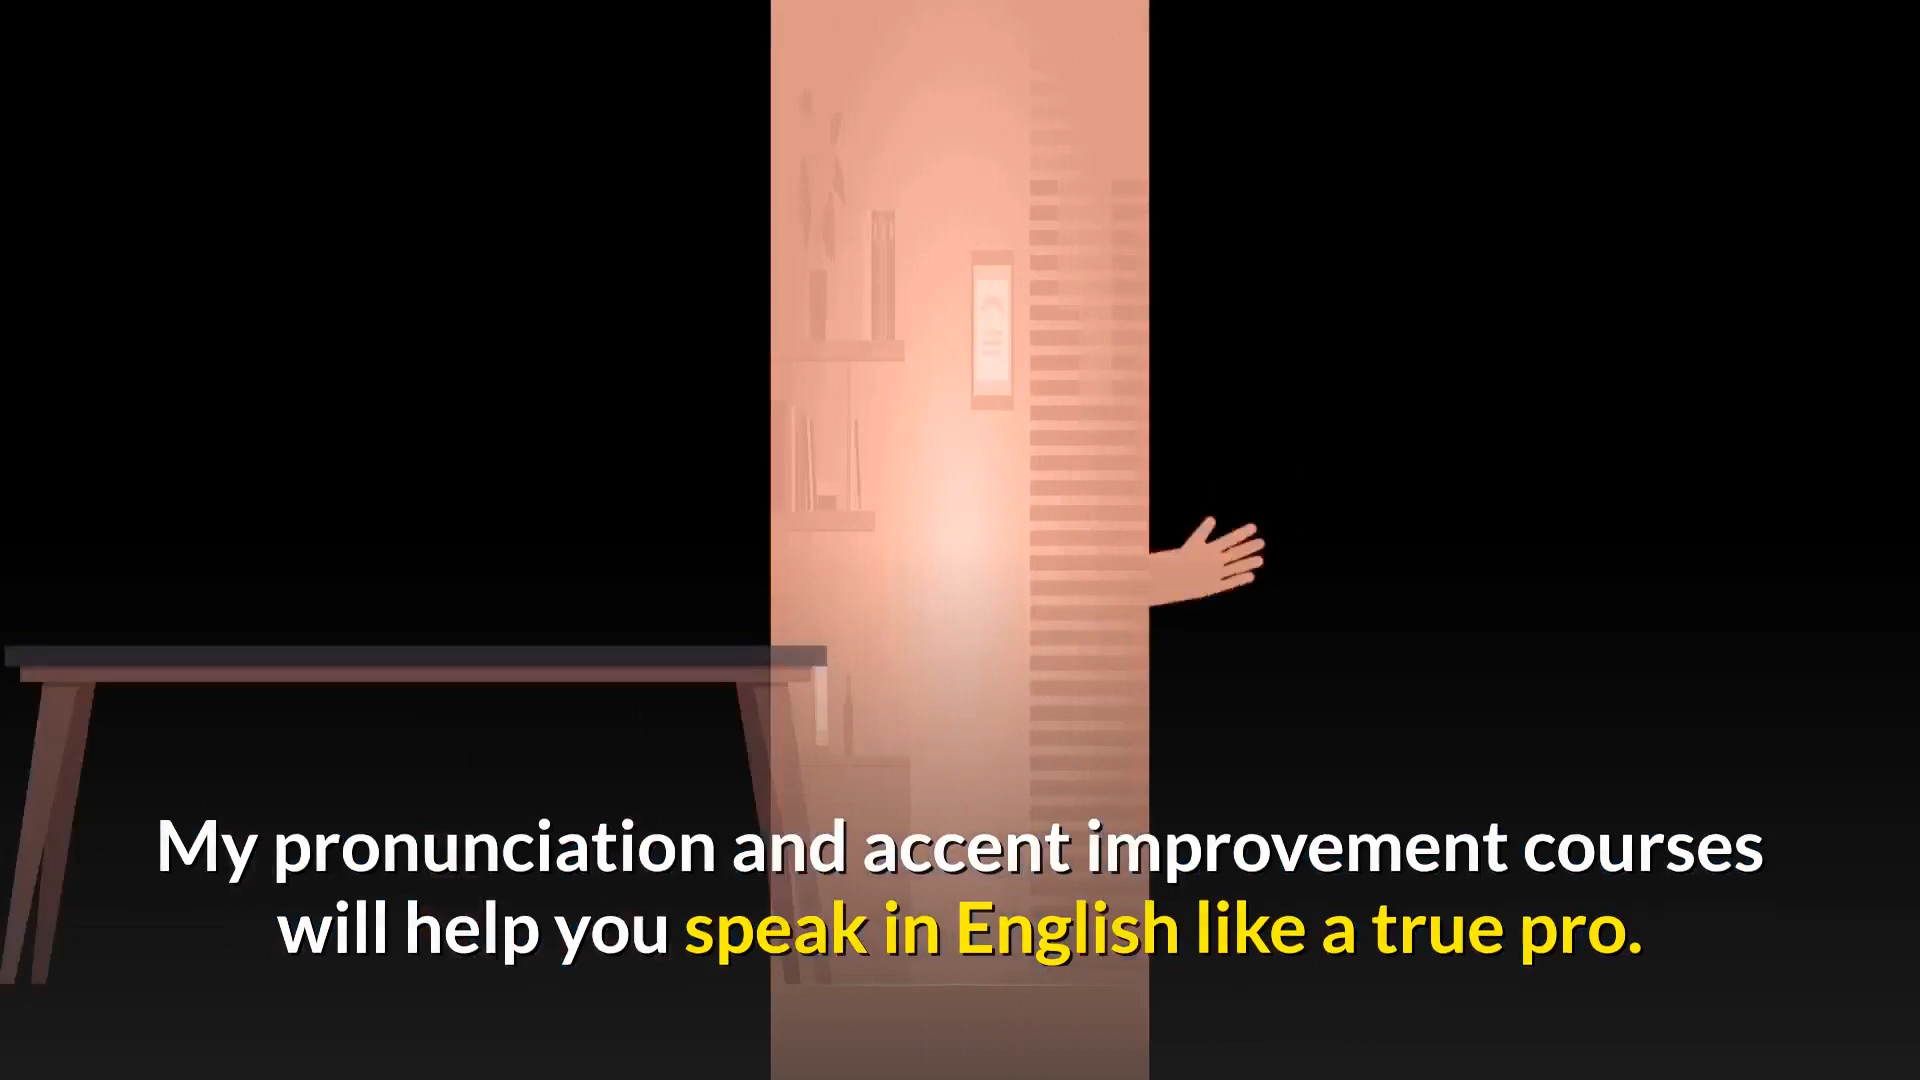 My pronunciation and accent improvement courses
will help you speak in English like a true pro.